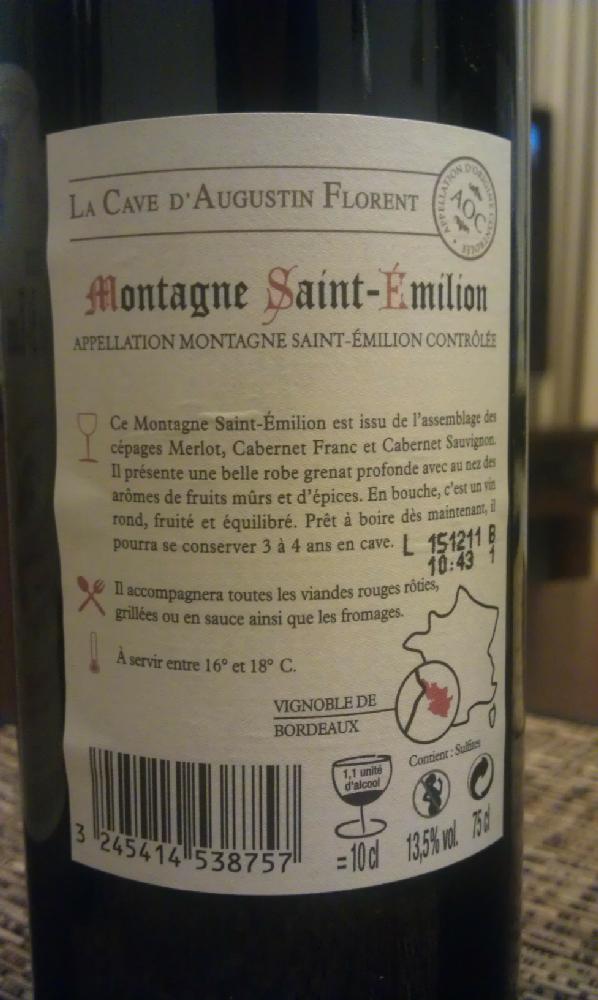 La Cave d'Augustin Florent
APPELLATION D'ORIGINE CONTRÔLÉE
AOC
Montagne Saint-Émilion
APPELLATION MONTAGNE SAINT-ÉMILION CONTRÔLÉE
Ce Montagne Saint-Émilion est issu de l'assemblage des
cépages Merlot, Cabernet Franc et Cabernet Sauvignon.
Il présente une belle robe grenat profonde avec au nez des
arômes de fruits mûrs et d'épices. En bouche, c'est un vin
rond, fruité et équilibré. Prêt à boire dès maintenant, il
pourra se conserver 3 à 4 ans en cave.
L 151211 B
10:43 1
Il accompagnera toutes les viandes rouges rôties,
grillées ou en sauce ainsi que les fromages.
À servir entre 16° et 18° C.
VIGNOBLE DE
BORDEAUX
Contient : Sulfites
1,1 unité
d'alcool
= 10 cl
13,5% vol.
75 cl
3 245414 538757